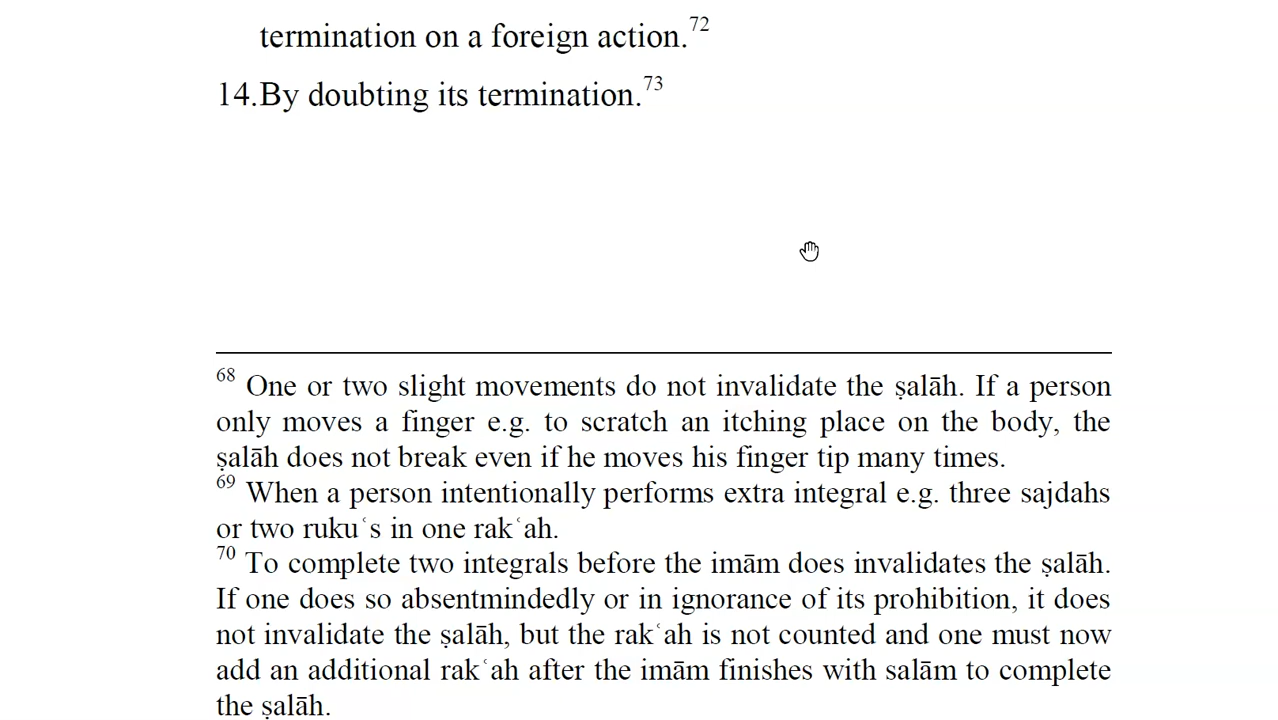 termination on a foreign action.72
14.By doubting its termination.73
68 One or two slight movements do not invalidate the ṣalāh. If a person
only moves a finger e.g. to scratch an itching place on the body, the
ṣalāh does not break even if he moves his finger tip many times.
69 When a person intentionally performs extra integral e.g. three sajdahs
or two rukuʿs in one rakʿah.
70 To complete two integrals before the imām does invalidates the ṣalāh.
If one does so absentmindedly or in ignorance of its prohibition, it does
not invalidate the ṣalāh, but the rakʿah is not counted and one must now
add an additional rakʿah after the imām finishes with salām to complete
the ṣalāh.